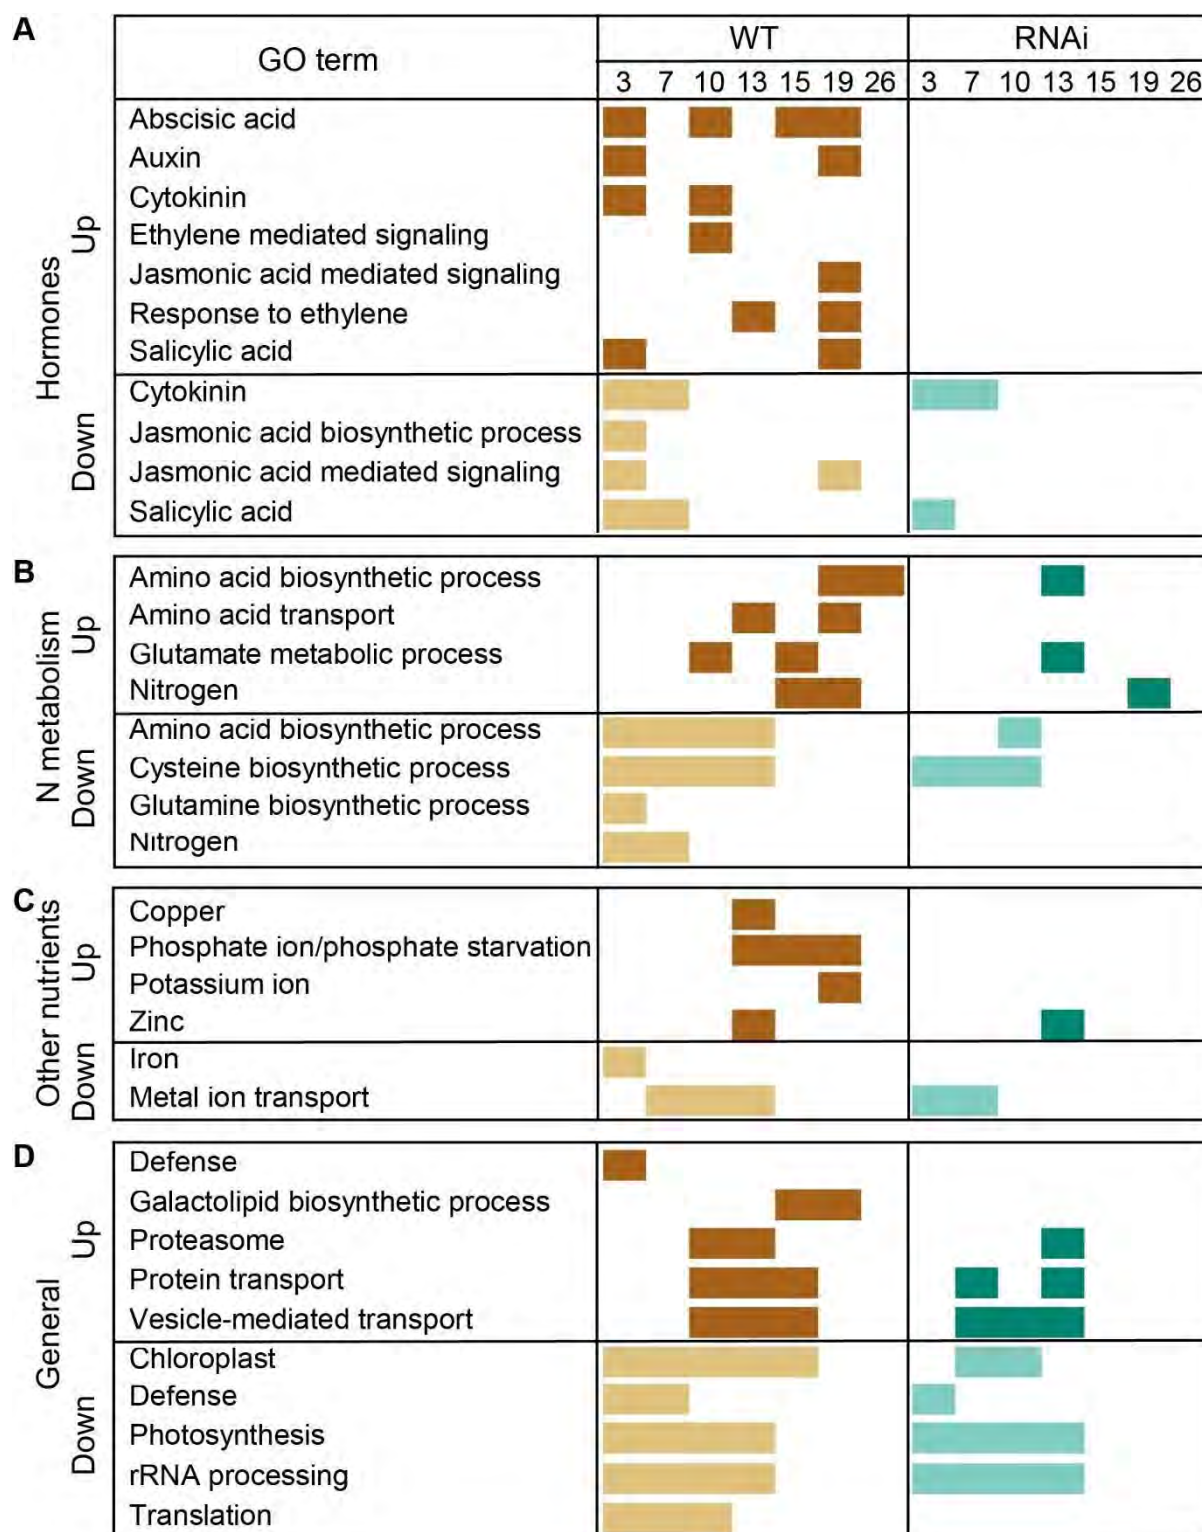 A
GO term
WT
RNAi
3 7 10 13 15 19 26
3 7 10 13 15 19 26
Hormones
Up
Abscisic acid
Auxin
Cytokinin
Ethylene mediated signaling
Jasmonic acid mediated signaling
Response to ethylene
Salicylic acid
Down
Cytokinin
Jasmonic acid biosynthetic process
Jasmonic acid mediated signaling
Salicylic acid
B
N metabolism
Up
Amino acid biosynthetic process
Amino acid transport
Glutamate metabolic process
Nitrogen
Down
Amino acid biosynthetic process
Cysteine biosynthetic process
Glutamine biosynthetic process
Nitrogen
C
Other nutrients
Up
Copper
Phosphate ion/phosphate starvation
Potassium ion
Zinc
Down
Iron
Metal ion transport
D
General
Up
Defense
Galactolipid biosynthetic process
Proteasome
Protein transport
Vesicle-mediated transport
Down
Chloroplast
Defense
Photosynthesis
rRNA processing
Translation